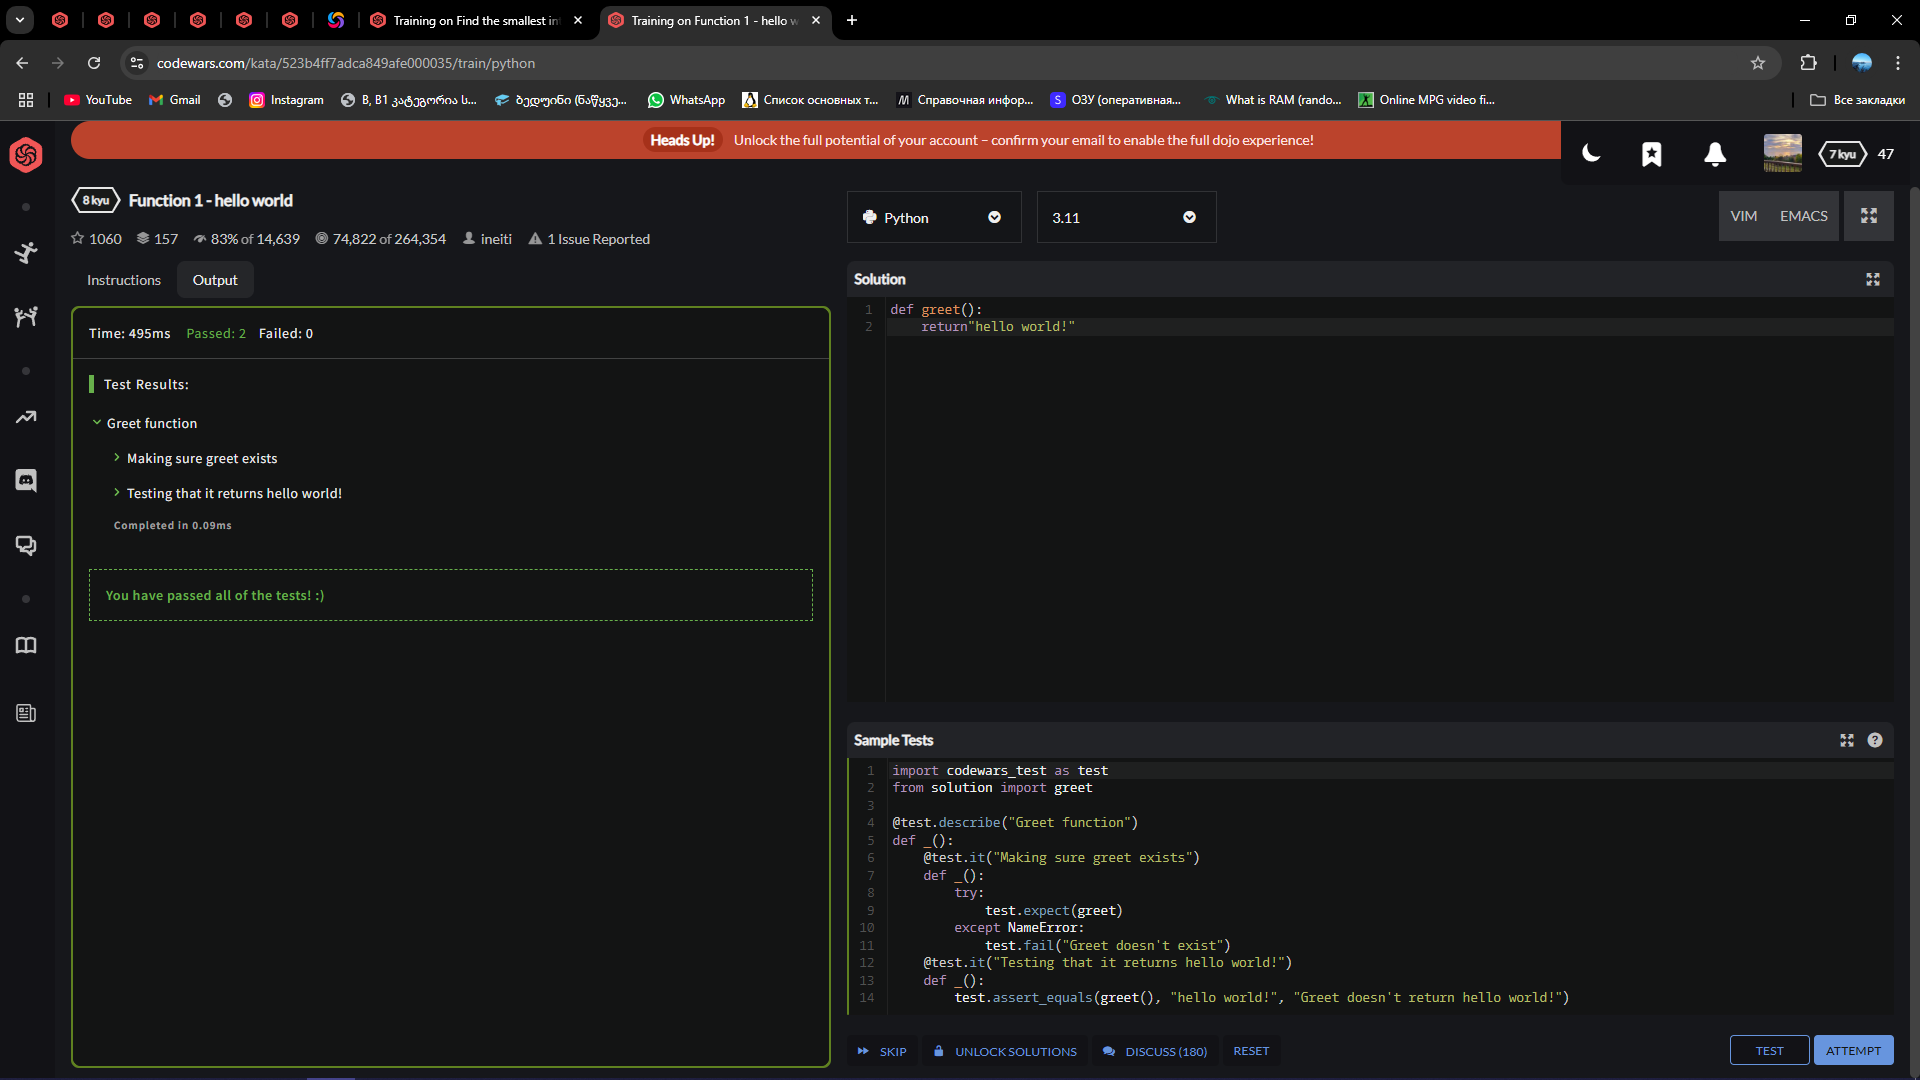 Training on Find the smallest in
Training on Function 1 - hello w
codewars.com/kata/523b4ff7adca849afe000035/train/python
YouTube
Gmail
Instagram
B, B1 კატეგორია ს...
ბედუინი (ნაწყვე...
WhatsApp
Список основных т...
Справочная инфор...
ОЗУ (оперативная...
What is RAM (rando...
Online MPG video fi...
Все закладки
Heads Up! Unlock the full potential of your account – confirm your email to enable the full dojo experience!
7 kyu 47
8 kyu Function 1 - hello world
1060 157 83% of 14,639 74,822 of 264,354 ineiti 1 Issue Reported
Instructions
Output
Time: 495ms Passed: 2 Failed: 0
Test Results:
Greet function
Making sure greet exists
Testing that it returns hello world!
Completed in 0.09ms
You have passed all of the tests! :)
Python
3.11
VIM EMACS
Solution
1 def greet():
2 return"hello world!"
Sample Tests
1 import codewars_test as test
2 from solution import greet
3
4 @test.describe("Greet function")
5 def _():
6 @test.it("Making sure greet exists")
7 def _():
8 try:
9 test.expect(greet)
10 except NameError:
11 test.fail("Greet doesn't exist")
12 @test.it("Testing that it returns hello world!")
13 def _():
14 test.assert_equals(greet(), "hello world!", "Greet doesn't return hello world!")
SKIP
UNLOCK SOLUTIONS
DISCUSS (180)
RESET
TEST
ATTEMPT